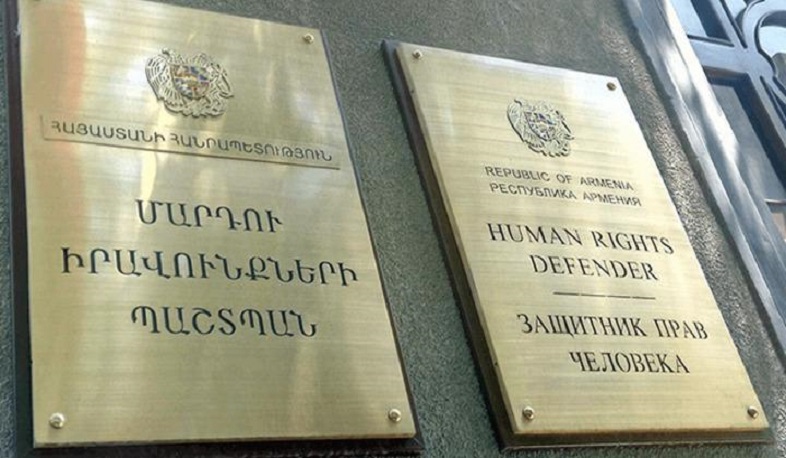 ՀԱՅԱՍՏԱՆԻ ՀԱՆՐԱՊԵՏՈՒԹՅՈՒՆ
ՄԱՐԴՈՒ
ԻՐԱՎՈՒՆՔՆԵՐԻ
ՊԱՇՏՊԱՆ
REPUBLIC OF ARMENIA
РЕСПУБЛИКА АРМЕНИЯ
HUMAN RIGHTS
DEFENDER
ЗАЩИТНИК ПРАВ
ЧЕЛОВЕКА